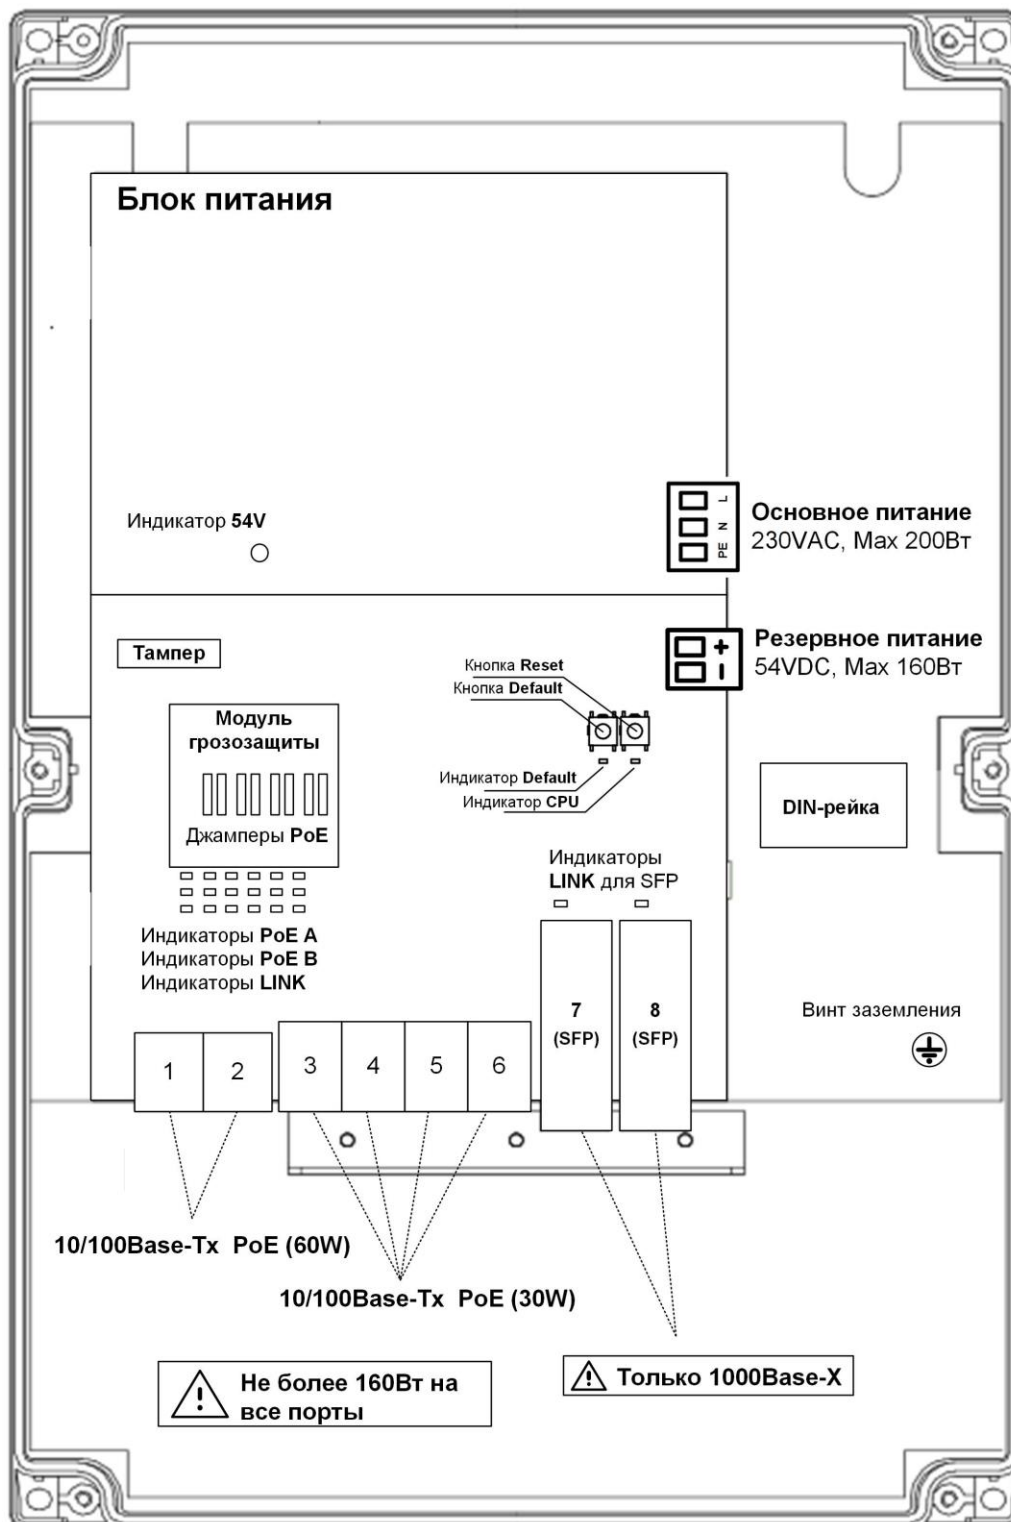 Блок питания
Индикатор 54V
L
N
PE
Основное питание
230VAC, Max 200Вт
+
–
Резервное питание
54VDC, Max 160Вт
Тампер
Кнопка Reset
Кнопка Default
Модуль
грозозащиты
Джамперы PoE
Индикатор Default
Индикатор CPU
DIN-рейка
Индикаторы
LINK для SFP
Индикаторы PoE A
Индикаторы PoE B
Индикаторы LINK
Винт заземления
1
2
3
4
5
6
7
(SFP)
8
(SFP)
10/100Base-Tx PoE (60W)
10/100Base-Tx PoE (30W)
Не более 160Вт на
все порты
Только 1000Base-X